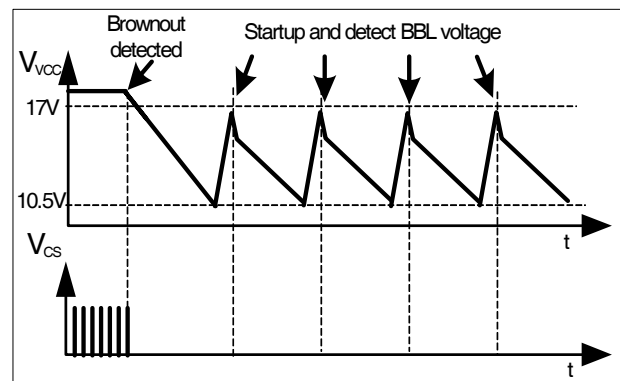 Brownout
detected
Startup and detect BBL voltage
VVCC
17V
10.5V
t
VCS
t